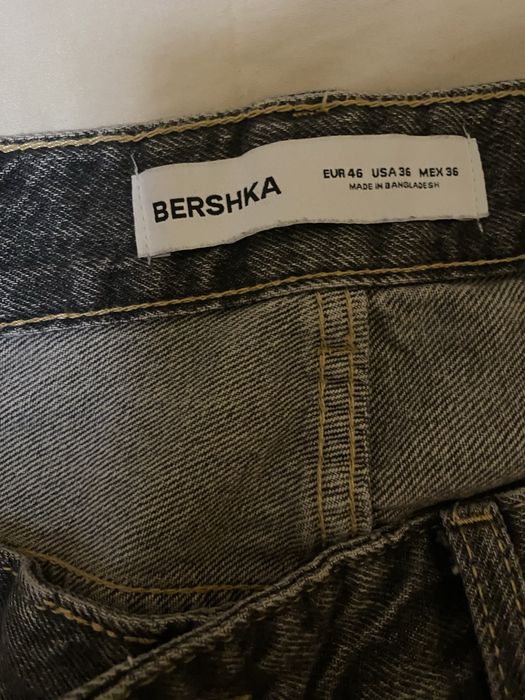 BERSHKA
EUR 46 USA 36 MEX 36
MADE IN BANGLADESH